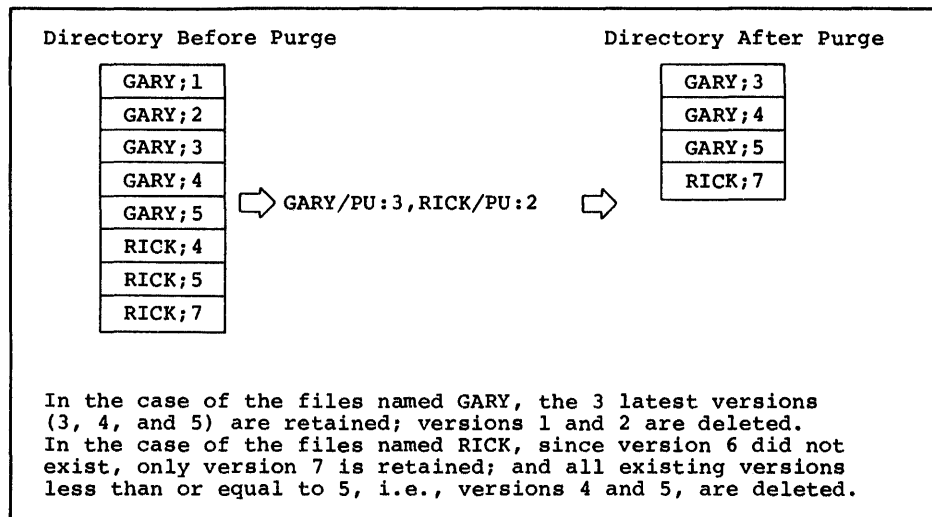 Directory Before Purge
Directory After Purge
GARY;1
GARY;2
GARY;3
GARY;4
GARY;5
RICK;4
RICK;5
RICK;7
GARY/PU:3,RICK/PU:2
GARY;3
GARY;4
GARY;5
RICK;7
In the case of the files named GARY, the 3 latest versions
(3, 4, and 5) are retained; versions 1 and 2 are deleted.
In the case of the files named RICK, since version 6 did not
exist, only version 7 is retained; and all existing versions
less than or equal to 5, i.e., versions 4 and 5, are deleted.